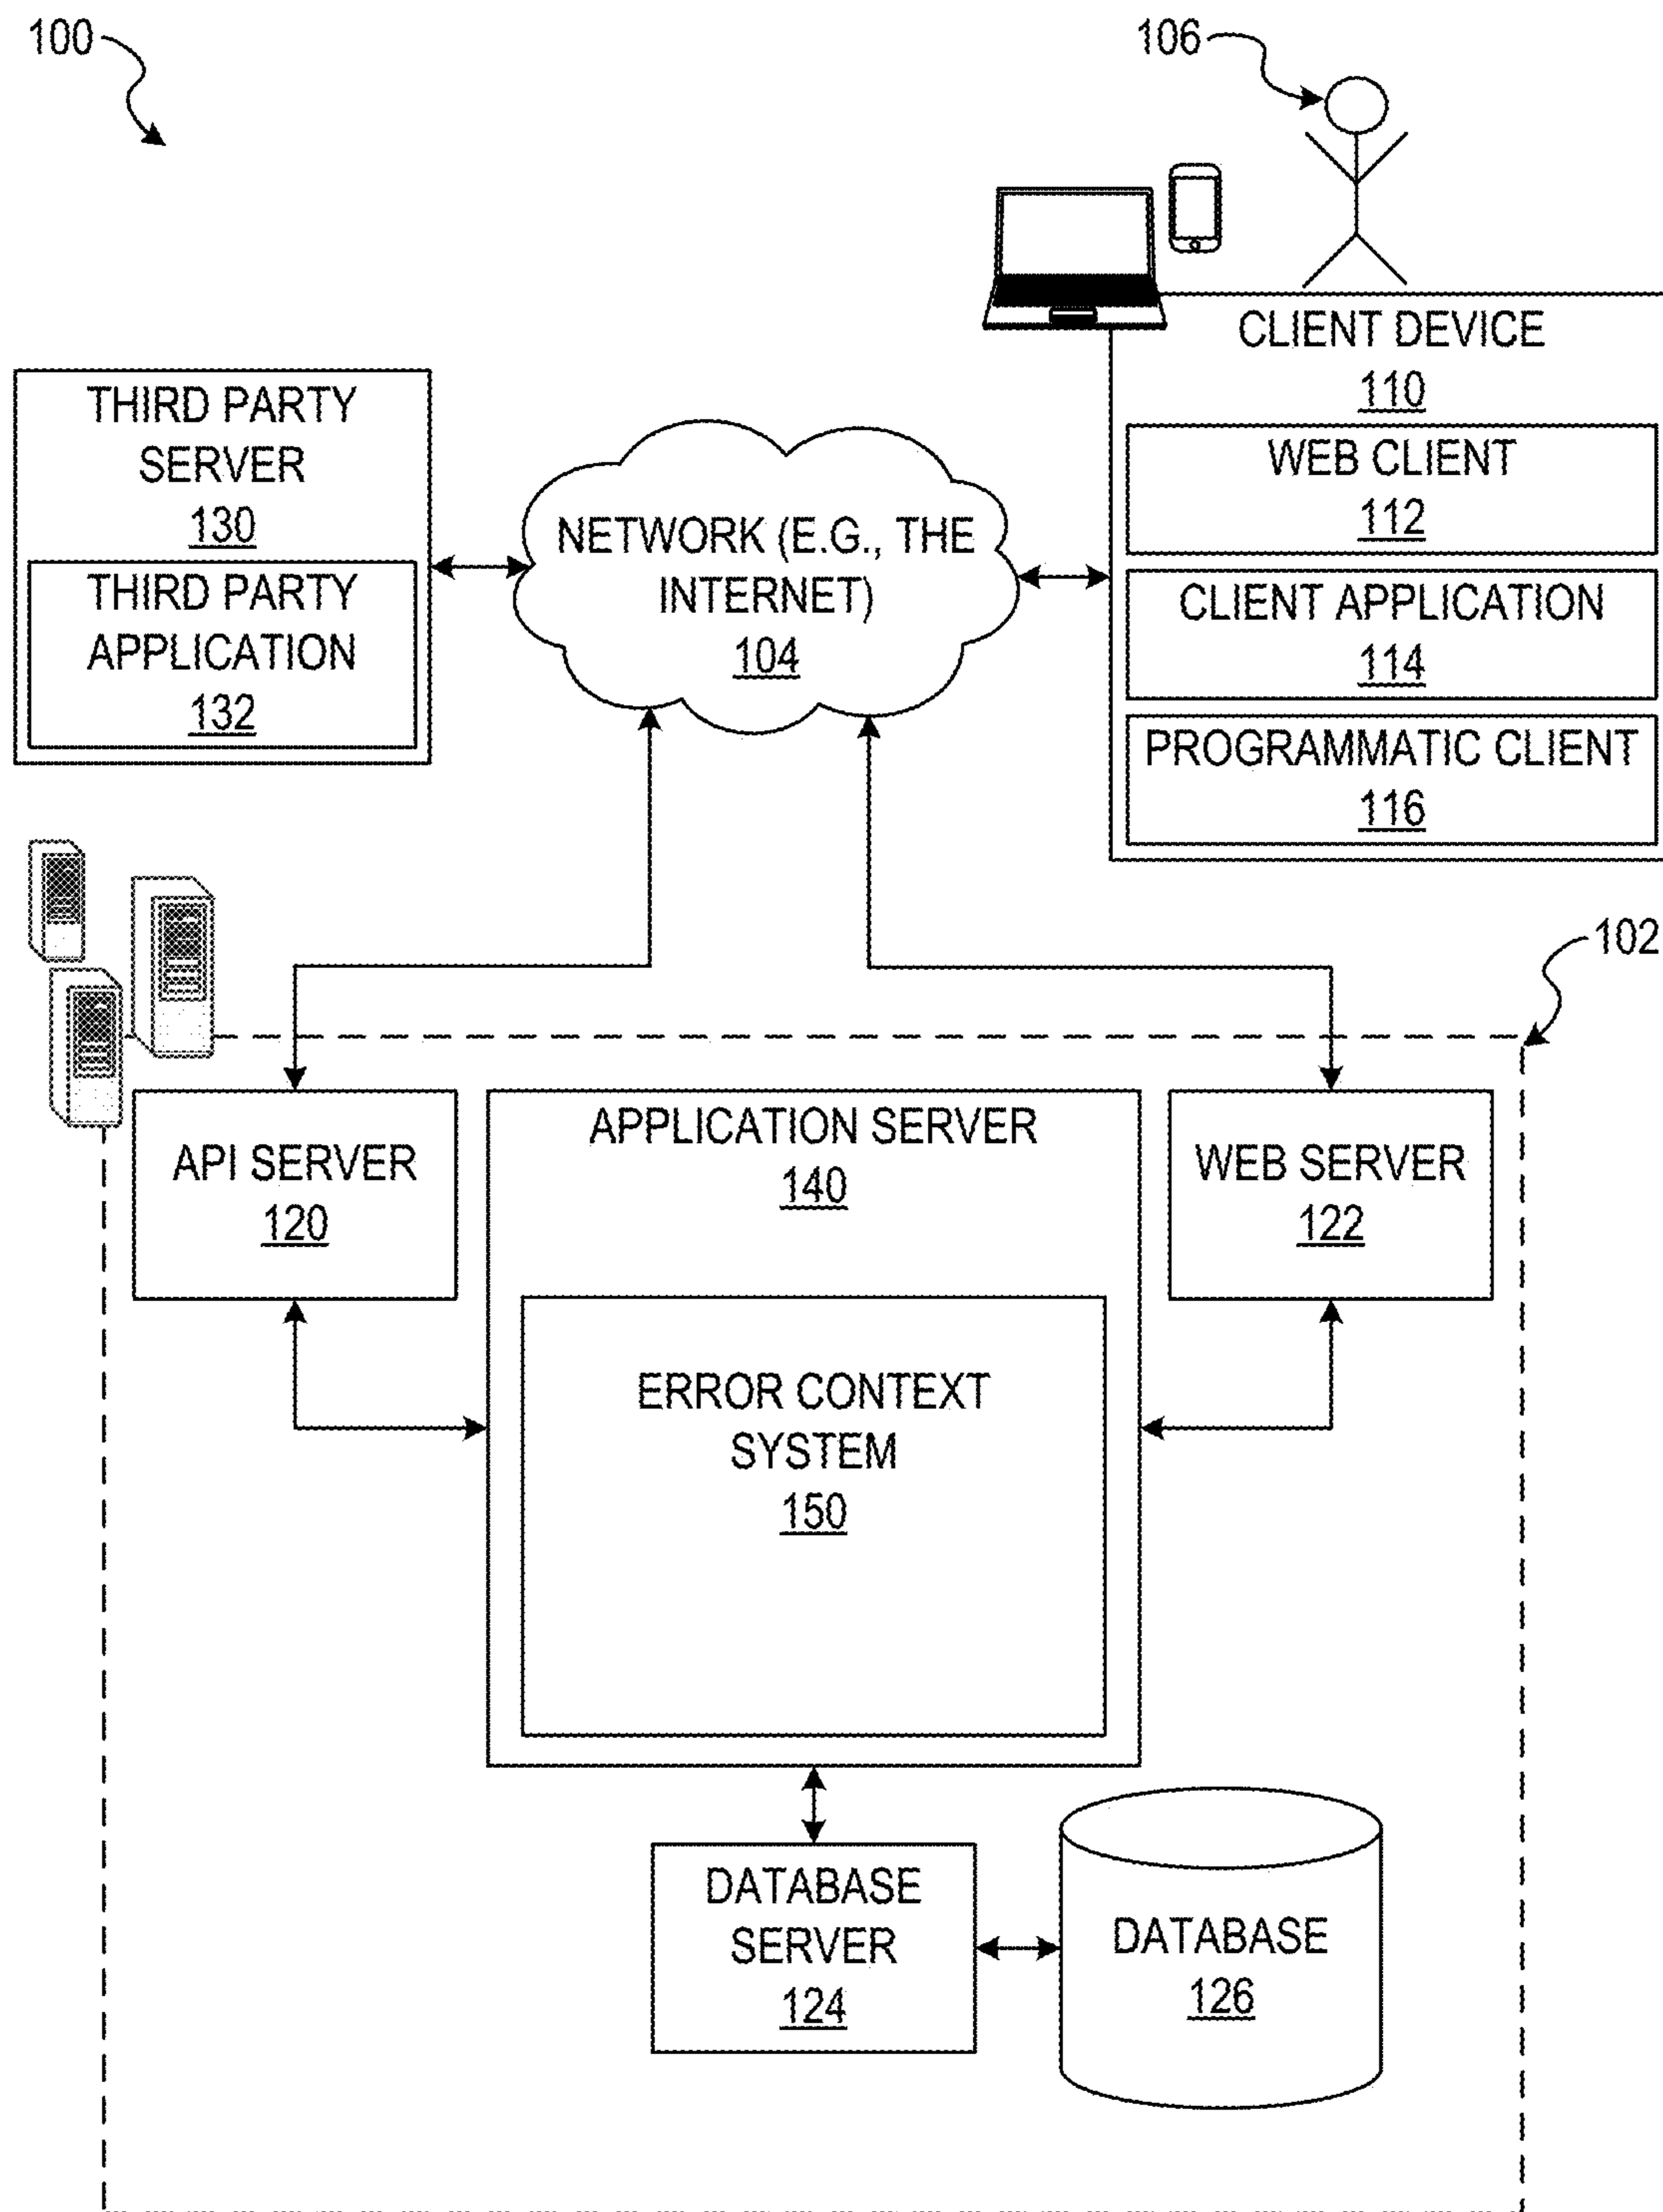 100
106
CLIENT DEVICE
110
WEB CLIENT
112
CLIENT APPLICATION
114
PROGRAMMATIC CLIENT
116
THIRD PARTY
SERVER
130
THIRD PARTY
APPLICATION
132
NETWORK (E.G., THE
INTERNET)
104
102
API SERVER
120
APPLICATION SERVER
140
ERROR CONTEXT
SYSTEM
150
WEB SERVER
122
DATABASE
SERVER
124
DATABASE
126